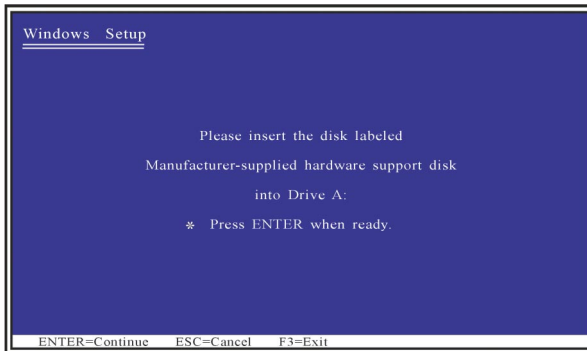 Windows Setup
Please insert the disk labeled
Manufacturer-supplied hardware support disk
into Drive A:
* Press ENTER when ready.
ENTER=Continue ESC=Cancel F3=Exit